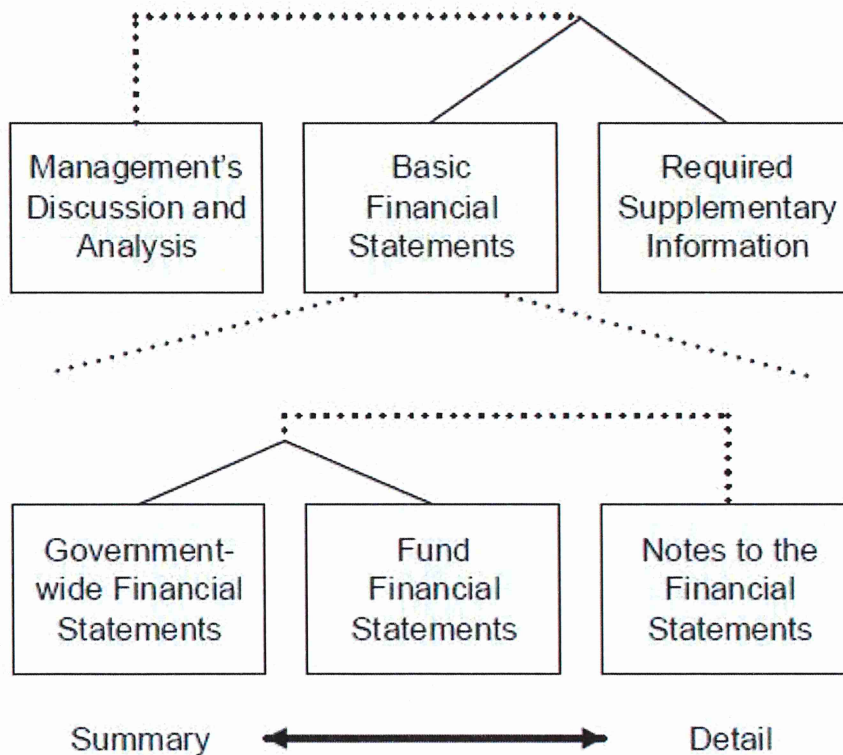 Management's
Discussion and
Analysis
Basic
Financial
Statements
Required
Supplementary
Information
Government-
wide Financial
Statements
Fund
Financial
Statements
Notes to the
Financial
Statements
Summary
Detail